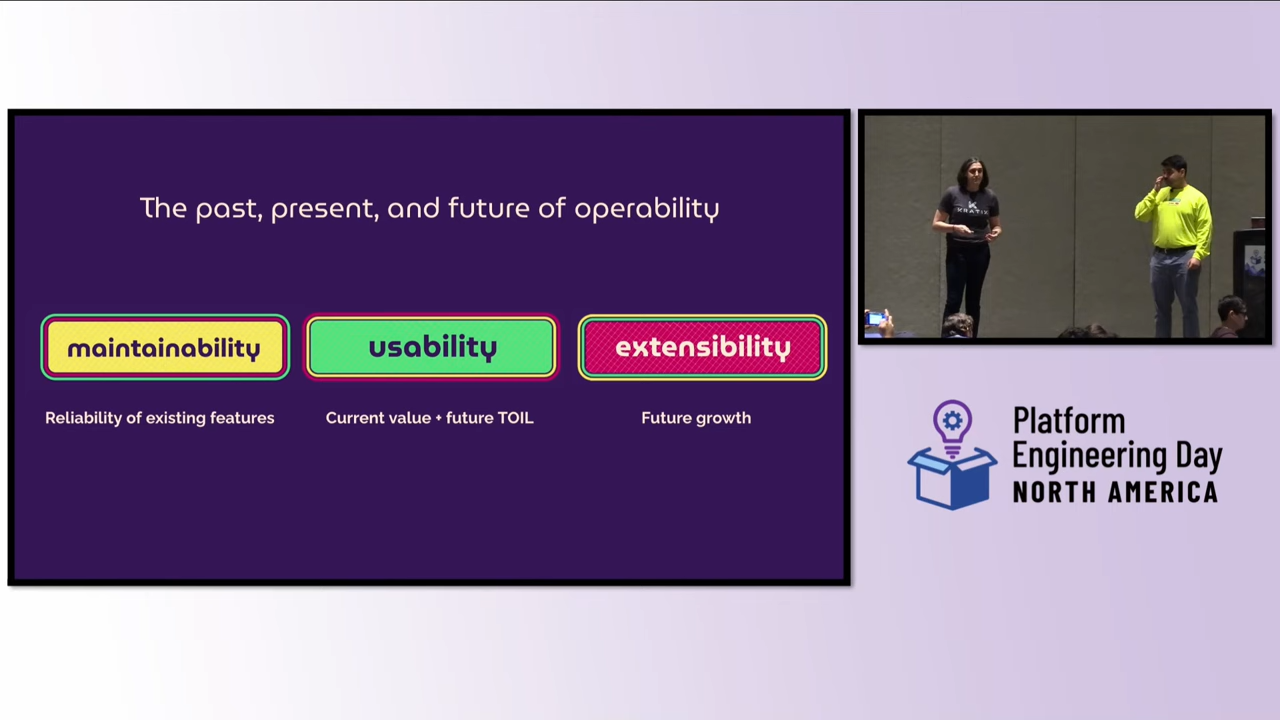 The past, present, and future of operability
maintainability
usability
extensibility
Reliability of existing features
Current value + future TOIL
Future growth
KRATIX
Platform
Engineering Day
NORTH AMERICA